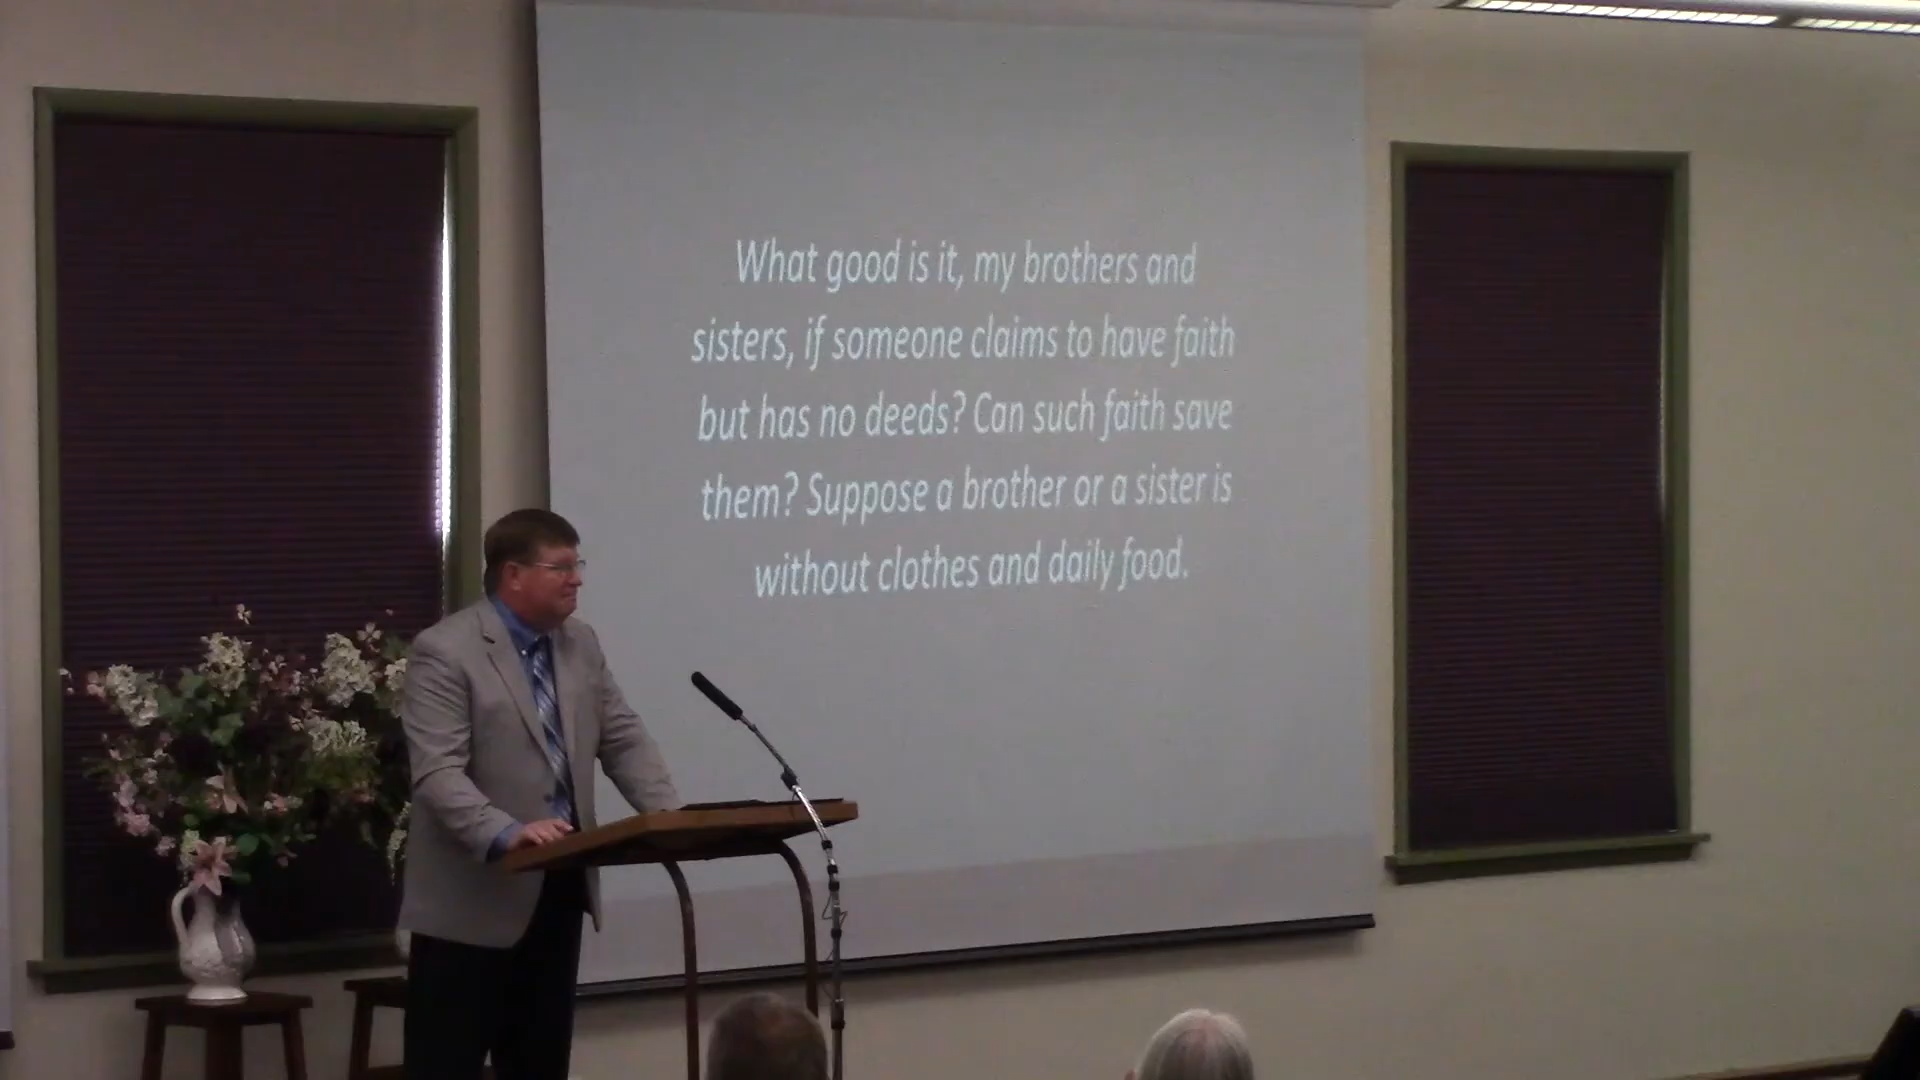 What good is it, my brothers and
sisters, if someone claims to have faith
but has no deeds? Can such faith save
them? Suppose a brother or a sister is
without clothes and daily food.